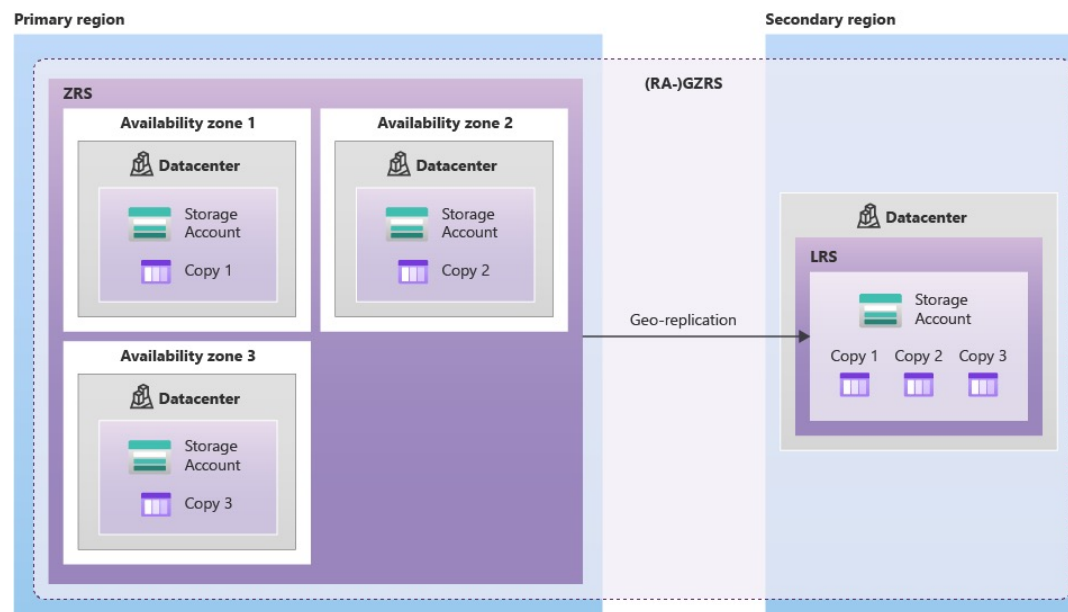 Primary region
Secondary region
(RA-)GZRS
ZRS
Availability zone 1
Datacenter
Storage
Account
Copy 1
Availability zone 2
Datacenter
Storage
Account
Copy 2
Availability zone 3
Datacenter
Storage
Account
Copy 3
Geo-replication
Datacenter
LRS
Storage
Account
Copy 1 Copy 2 Copy 3